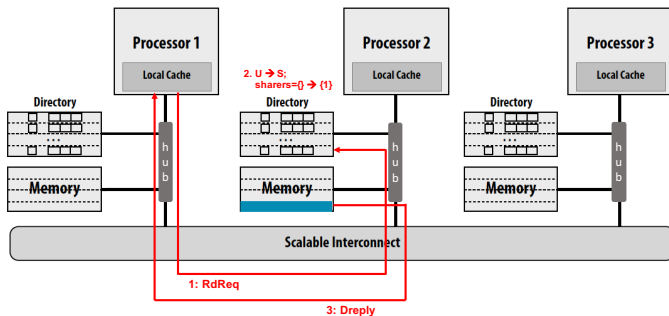 Processor 1
Local Cache
Processor 2
Local Cache
Processor 3
Local Cache
2. U → S;
sharers={} → {1}
Directory
Directory
Directory
...
...
...
hub
hub
hub
Memory
Memory
Memory
Scalable Interconnect
1: RdReq
3: Dreply